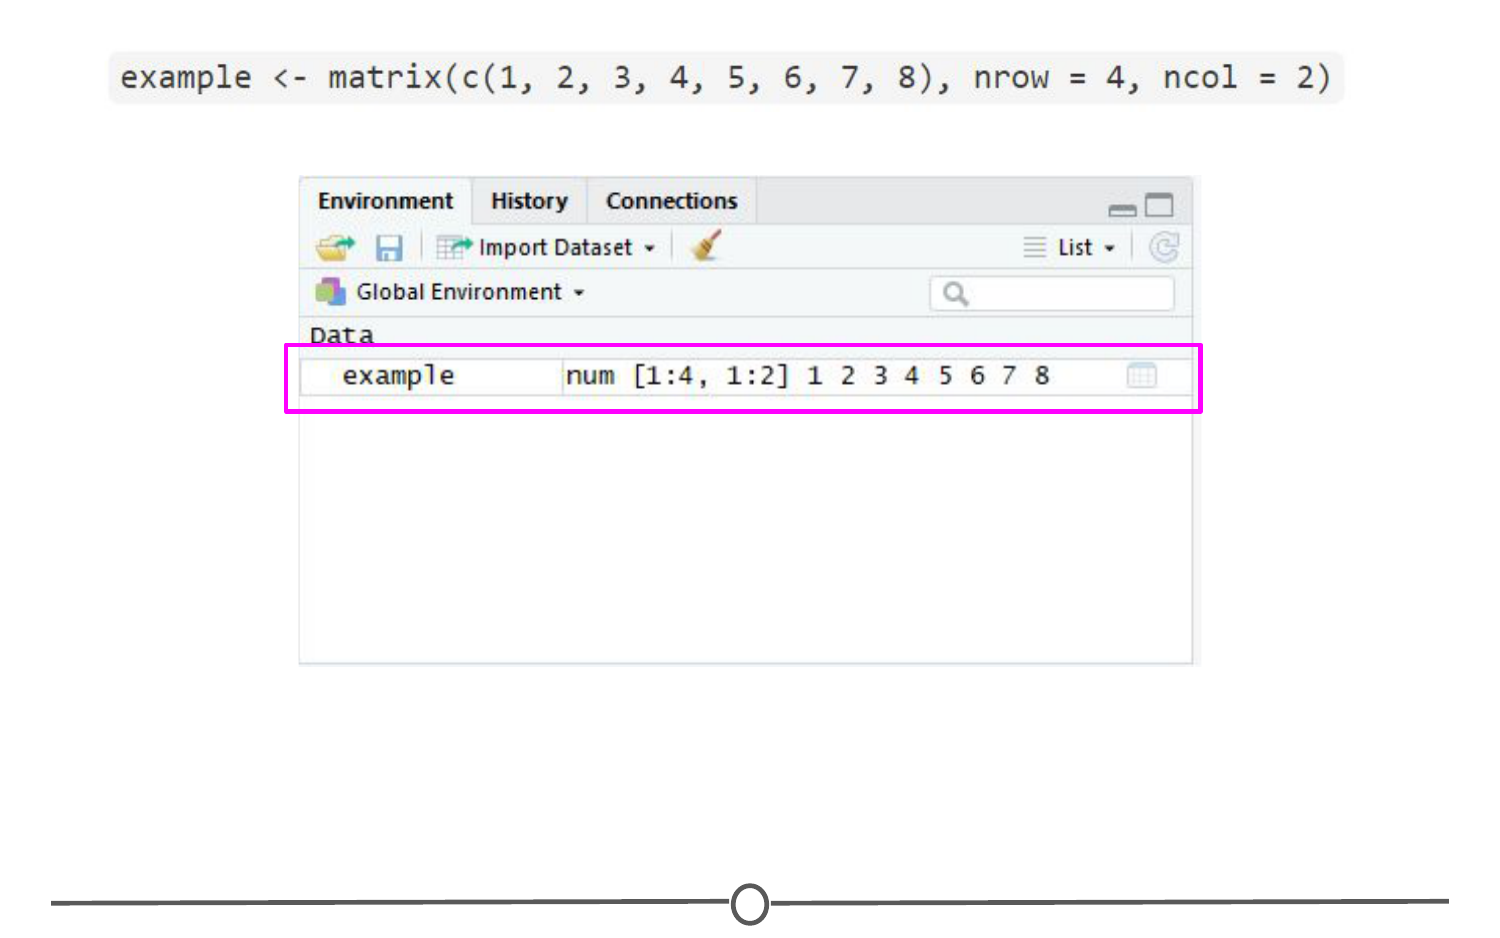 example <- matrix(c(1, 2, 3, 4, 5, 6, 7, 8), nrow = 4, ncol = 2)
Environment History Connections
Import Dataset List
Global Environment
Data
example num [1:4, 1:2] 1 2 3 4 5 6 7 8